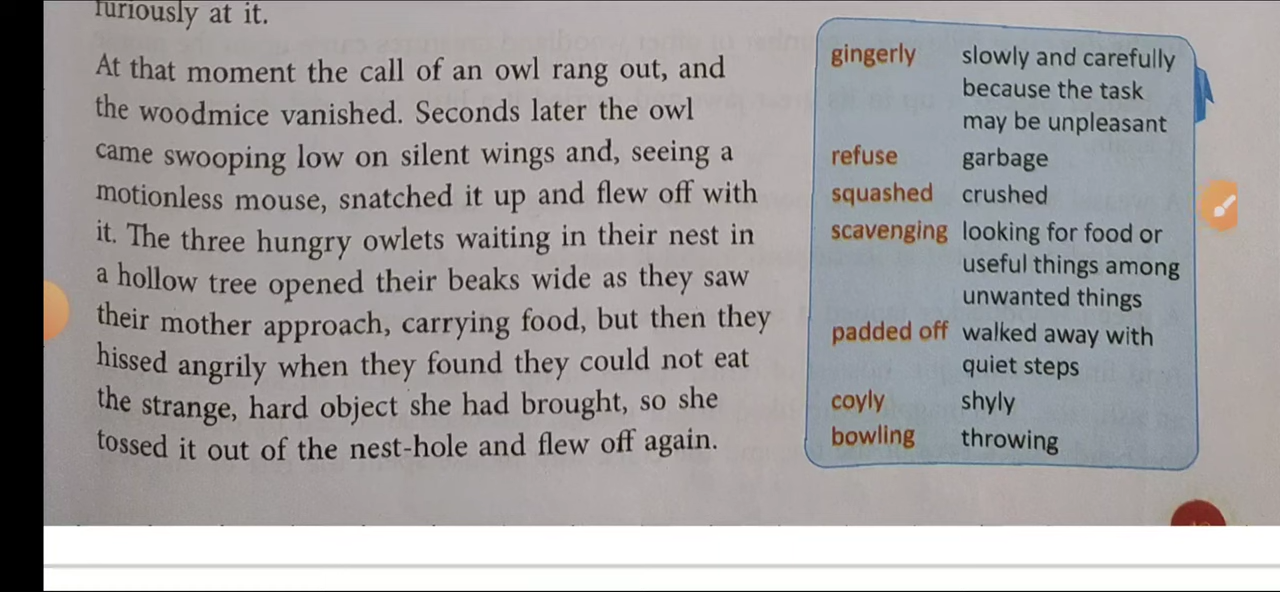 furiously at it.
At that moment the call of an owl rang out, and
the woodmice vanished. Seconds later the owl
came swooping low on silent wings and, seeing a
motionless mouse, snatched it up and flew off with
it. The three hungry owlets waiting in their nest in
a hollow tree opened their beaks wide as they saw
their mother approach, carrying food, but then they
hissed angrily when they found they could not eat
the strange, hard object she had brought, so she
tossed it out of the nest-hole and flew off again.
gingerly slowly and carefully
because the task
may be unpleasant
refuse garbage
squashed crushed
scavenging looking for food or
useful things among
unwanted things
padded off walked away with
quiet steps
coyly shyly
bowling throwing